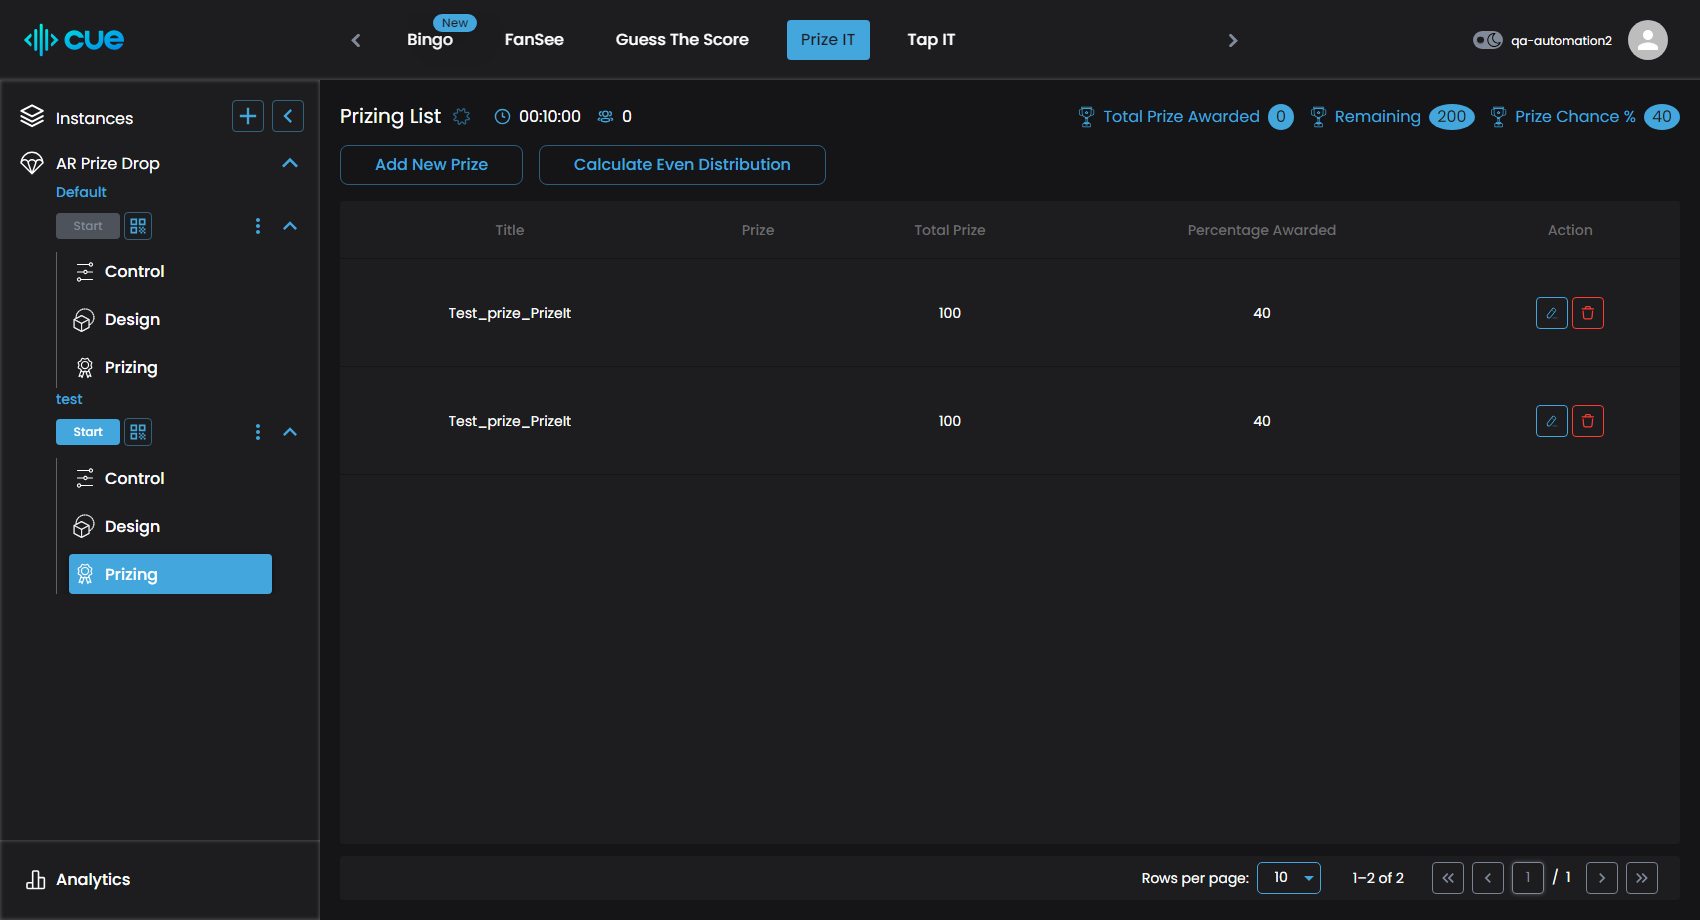 cue
New
Bingo
FanSee
Guess The Score
Prize IT
Tap IT
qa-automation2
Instances
AR Prize Drop
Default
Start
Control
Design
Prizing
test
Start
Control
Design
Prizing
Analytics
Prizing List
00:10:00
0
Total Prize Awarded 0
Remaining 200
Prize Chance % 40
Add New Prize
Calculate Even Distribution
Title Prize Total Prize Percentage Awarded Action
Test_prize_PrizeIt 100 40
Test_prize_PrizeIt 100 40
Rows per page: 10 1–2 of 2 1 / 1